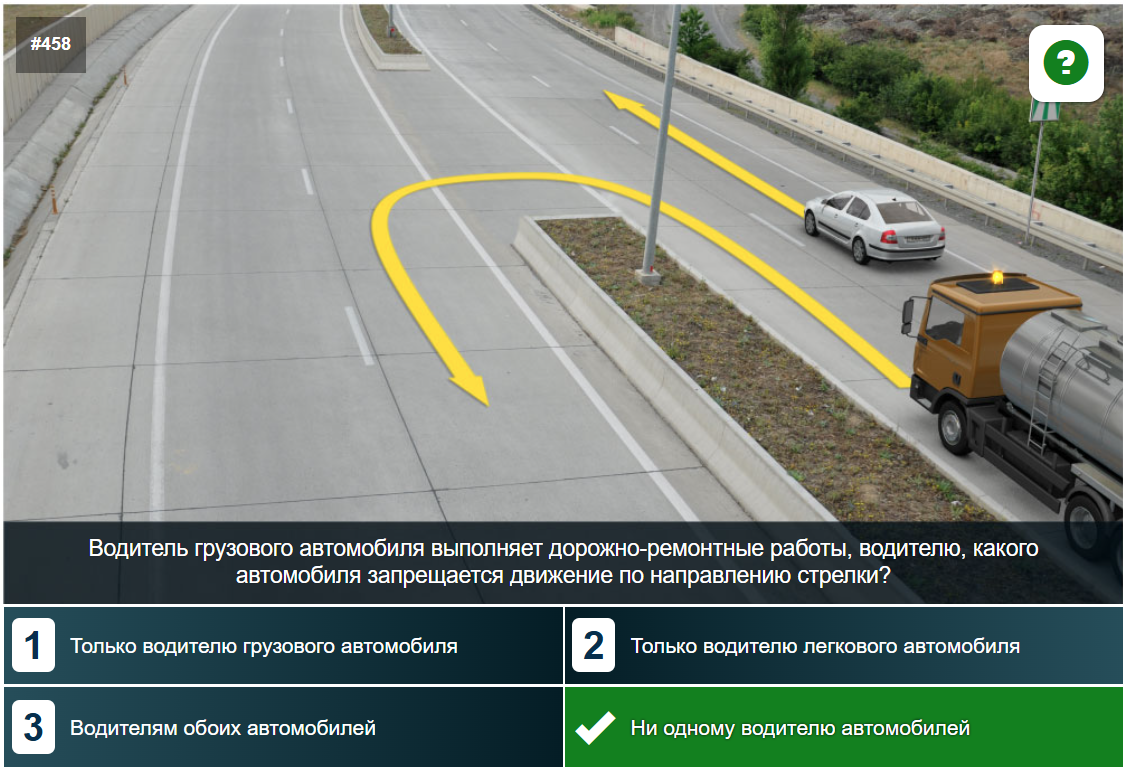 #458
?
Водитель грузового автомобиля выполняет дорожно-ремонтные работы, водителю, какого
автомобиля запрещается движение по направлению стрелки?
1 Только водителю грузового автомобиля
2 Только водителю легкового автомобиля
3 Водителям обоих автомобилей
Ни одному водителю автомобилей